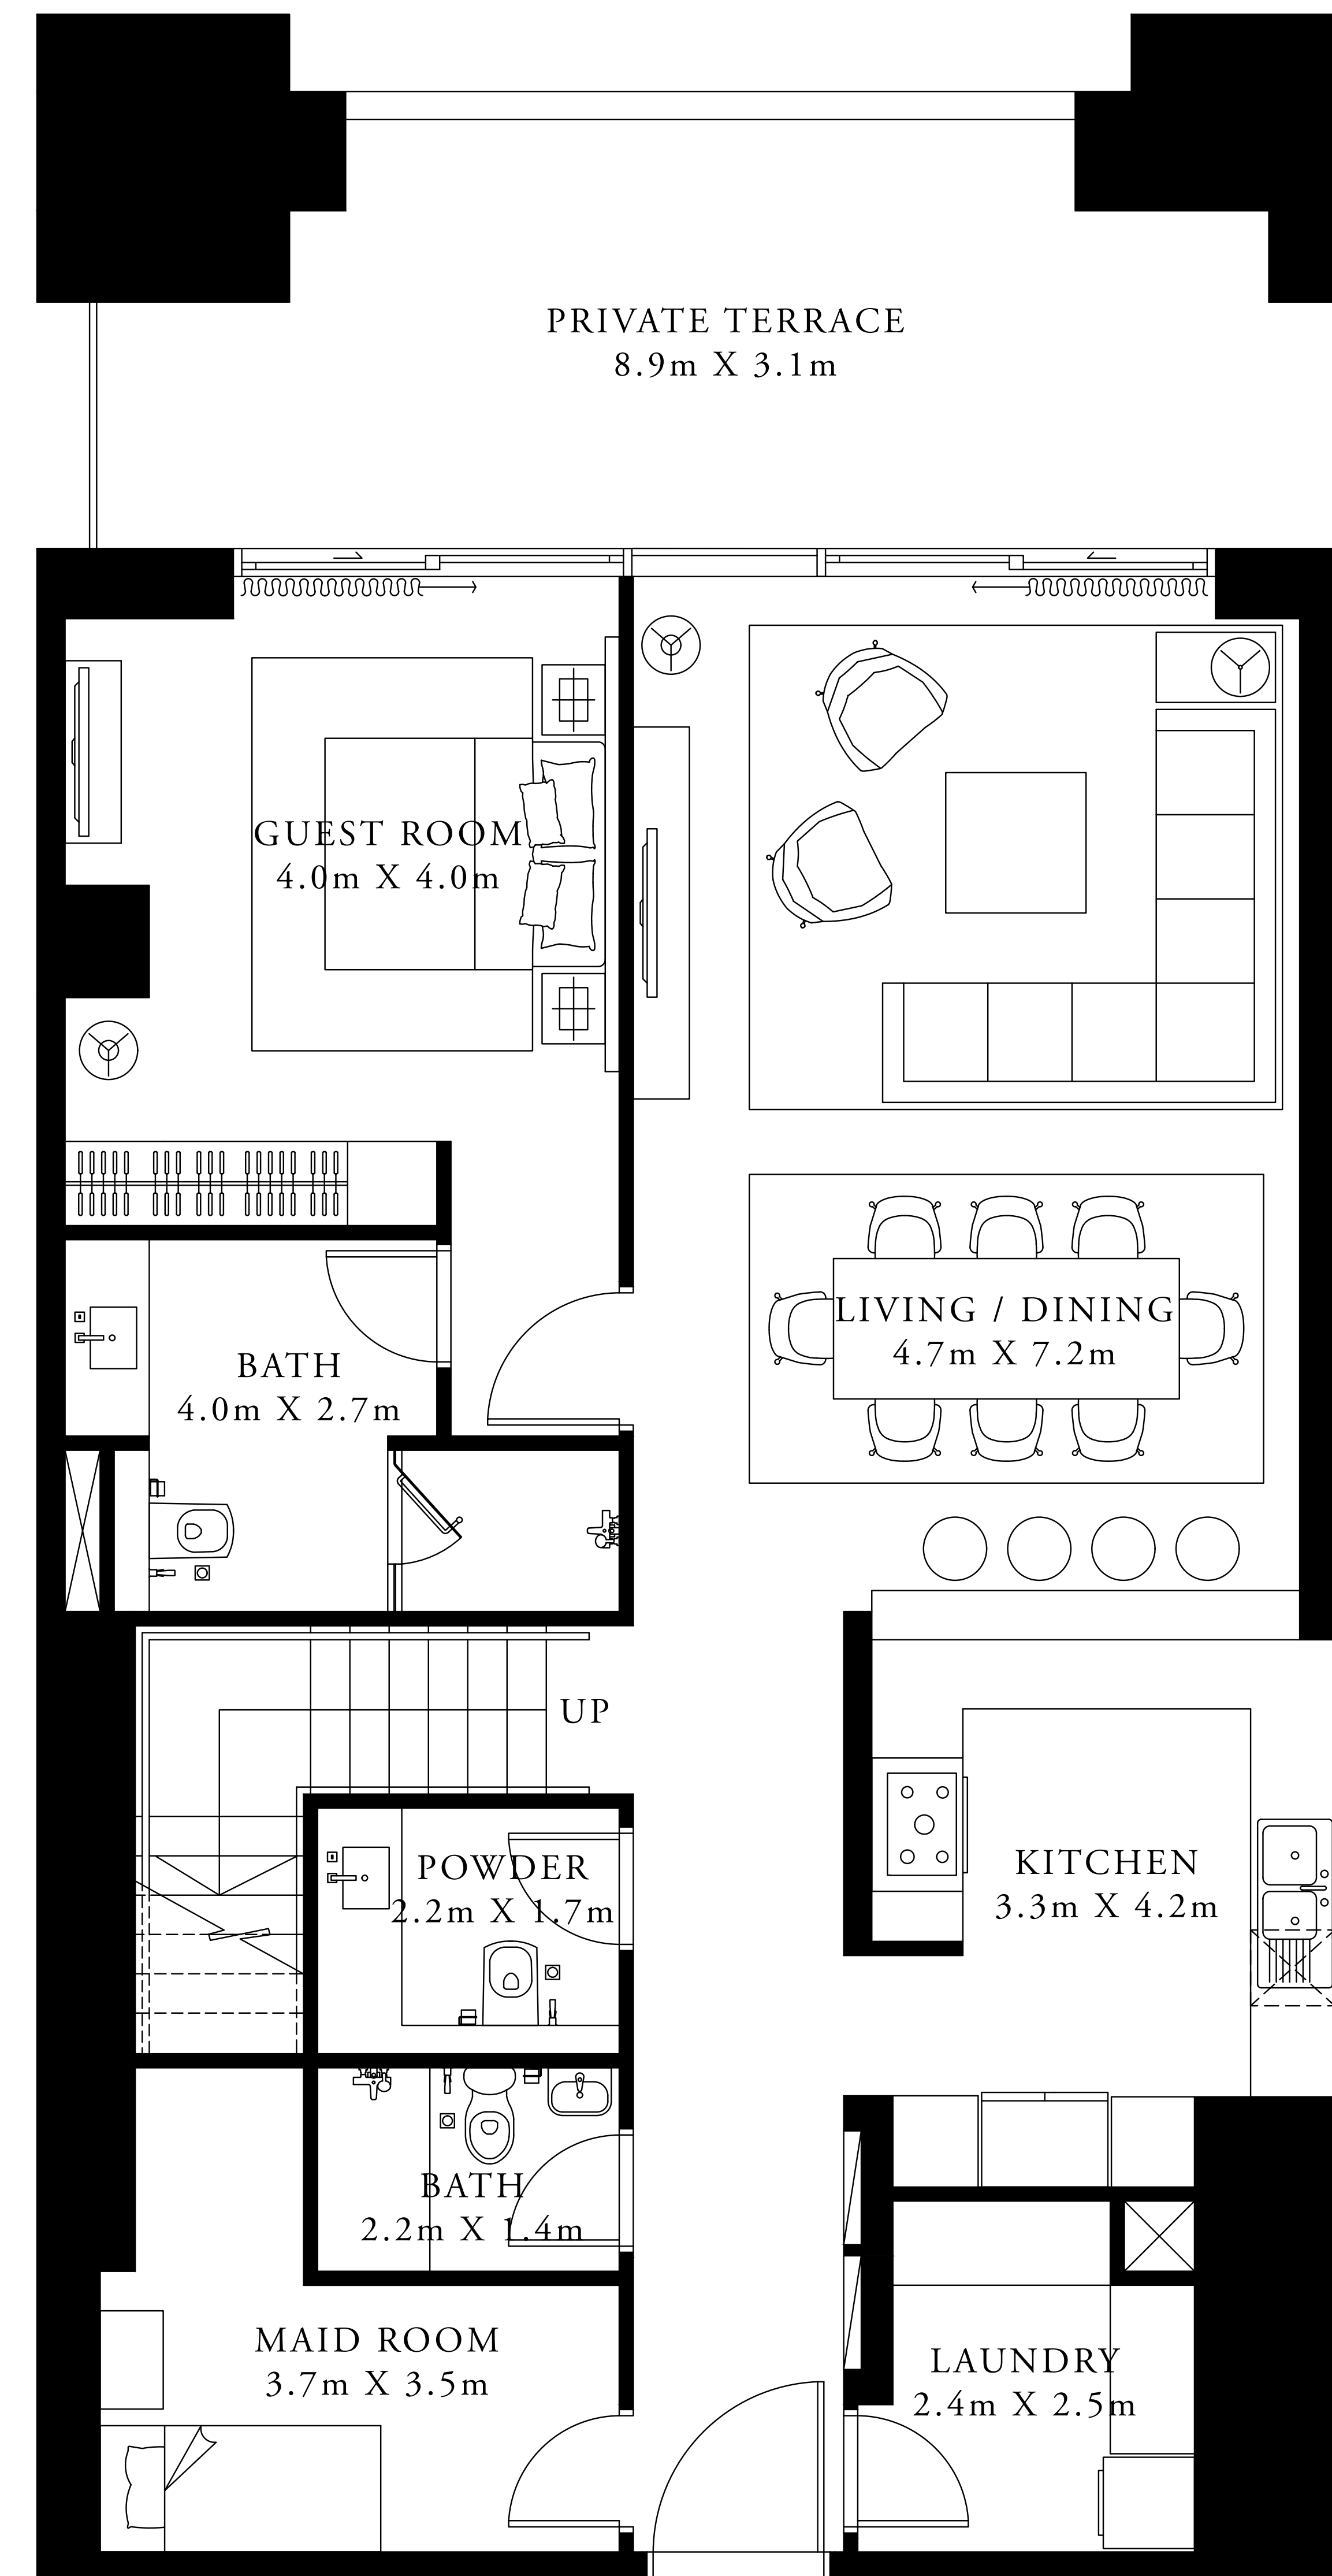 PRIVATE TERRACE
8.9m X 3.1m
GUEST ROOM
4.0m X 4.0m
LIVING / DINING
4.7m X 7.2m
BATH
4.0m X 2.7m
UP
POWDER
2.2m X 1.7m
KITCHEN
3.3m X 4.2m
BATH
2.2m X 1.4m
MAID ROOM
3.7m X 3.5m
LAUNDRY
2.4m X 2.5m